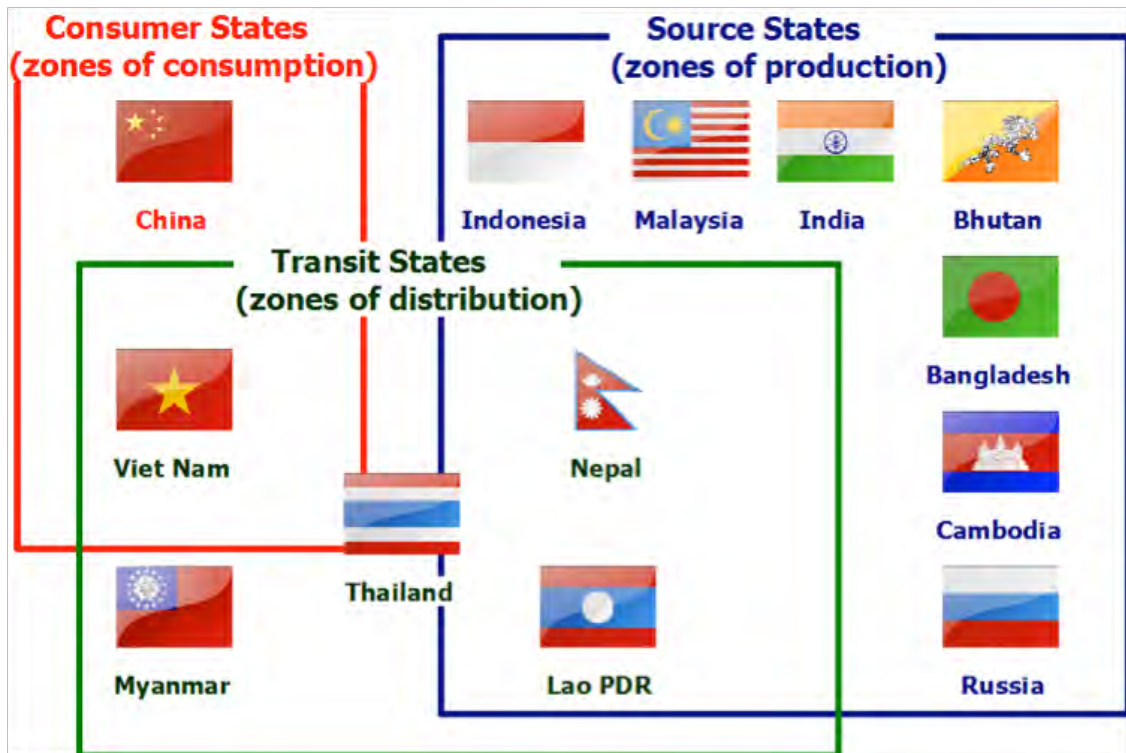 Consumer States
(zones of consumption)
Source States
(zones of production)
China
Indonesia
Malaysia
India
Bhutan
Transit States
(zones of distribution)
Bangladesh
Viet Nam
Nepal
Cambodia
Thailand
Myanmar
Lao PDR
Russia